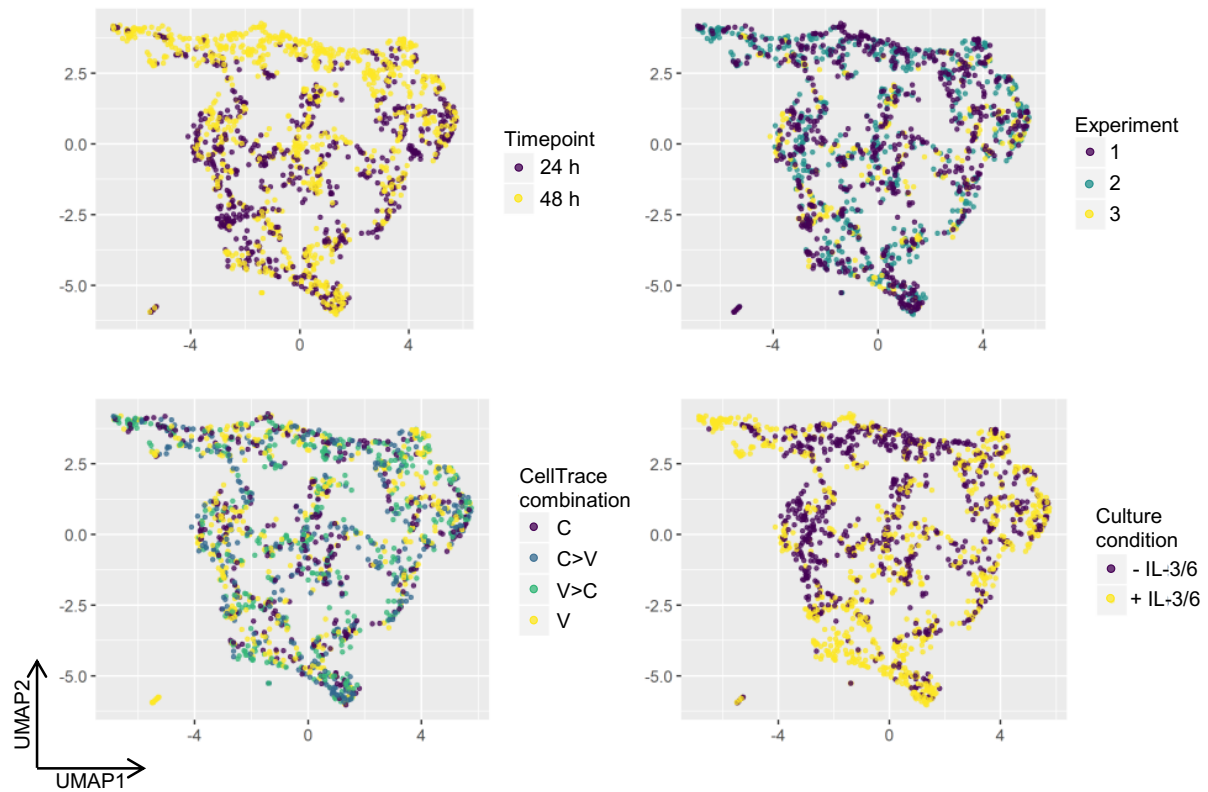 2.5
0.0
-2.5
-5.0
-4
0
4
Timepoint
24 h
48 h
2.5
0.0
-2.5
-5.0
-4
0
4
Experiment
1
2
3
2.5
0.0
-2.5
-5.0
-4
0
4
CellTrace
combination
C
C>V
V>C
V
2.5
0.0
-2.5
-5.0
-4
0
4
Culture
condition
- IL-3/6
+ IL-3/6
UMAP2
UMAP1